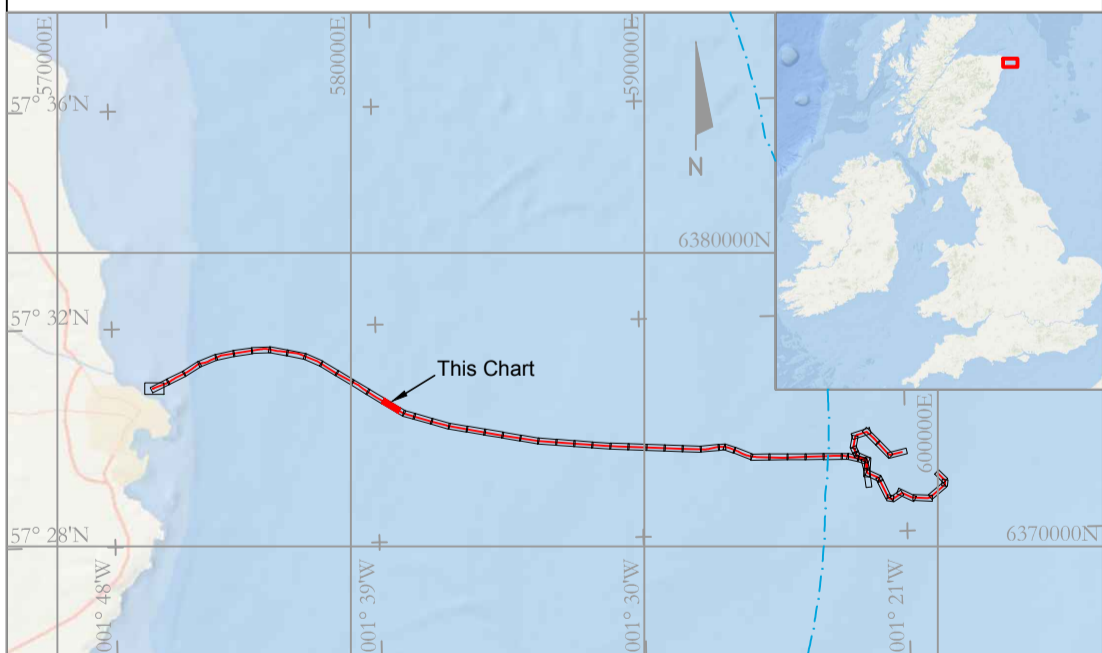 570000E
580000E
590000E
57° 36'N
N
6380000N
57° 32'N
This Chart
600000E
57° 28'N
6370000N
001° 48'W
001° 39'W
001° 30'W
001° 21'W